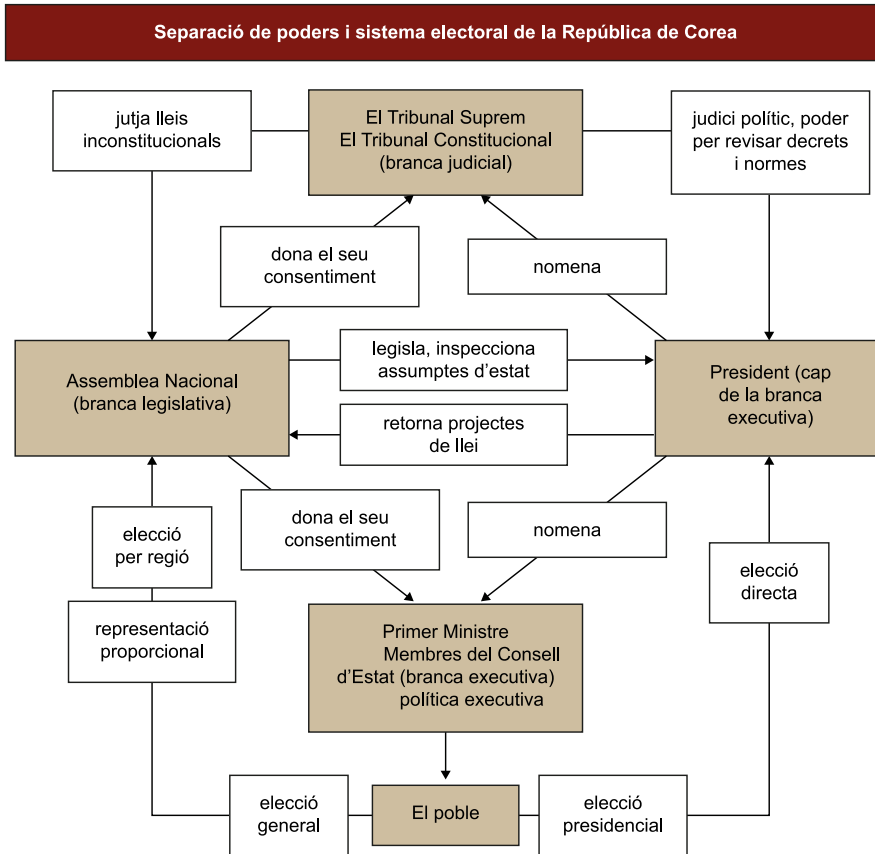 Separació de poders i sistema electoral de la República de Corea
jutja lleis
inconstitucionals
El Tribunal Suprem
El Tribunal Constitucional
(branca judicial)
judici polític, poder
per revisar decrets
i normes
dona el seu
consentiment
nomena
Assemblea Nacional
(branca legislativa)
legisla, inspecciona
assumptes d’estat
President (cap
de la branca
executiva)
retorna projectes
de llei
elecció
per regió
dona el seu
consentiment
nomena
elecció
directa
representació
proporcional
Primer Ministre
Membres del Consell
d’Estat (branca executiva)
política executiva
elecció
general
El poble
elecció
presidencial